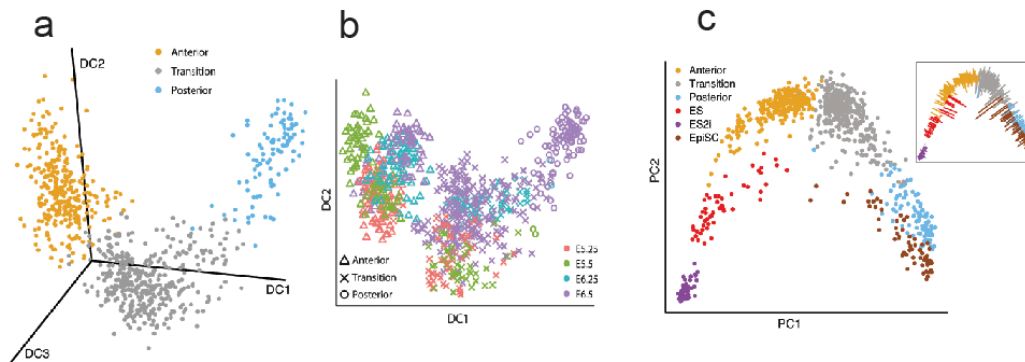 a
DC2
Anterior
Transition
Posterior
DC1
DC3
b
DC2
Anterior
Transition
Posterior
E5.25
E5.5
E6.25
E6.5
DC1
c
Anterior
Transition
Posterior
ES
ES2i
EpiSC
PC2
PC1